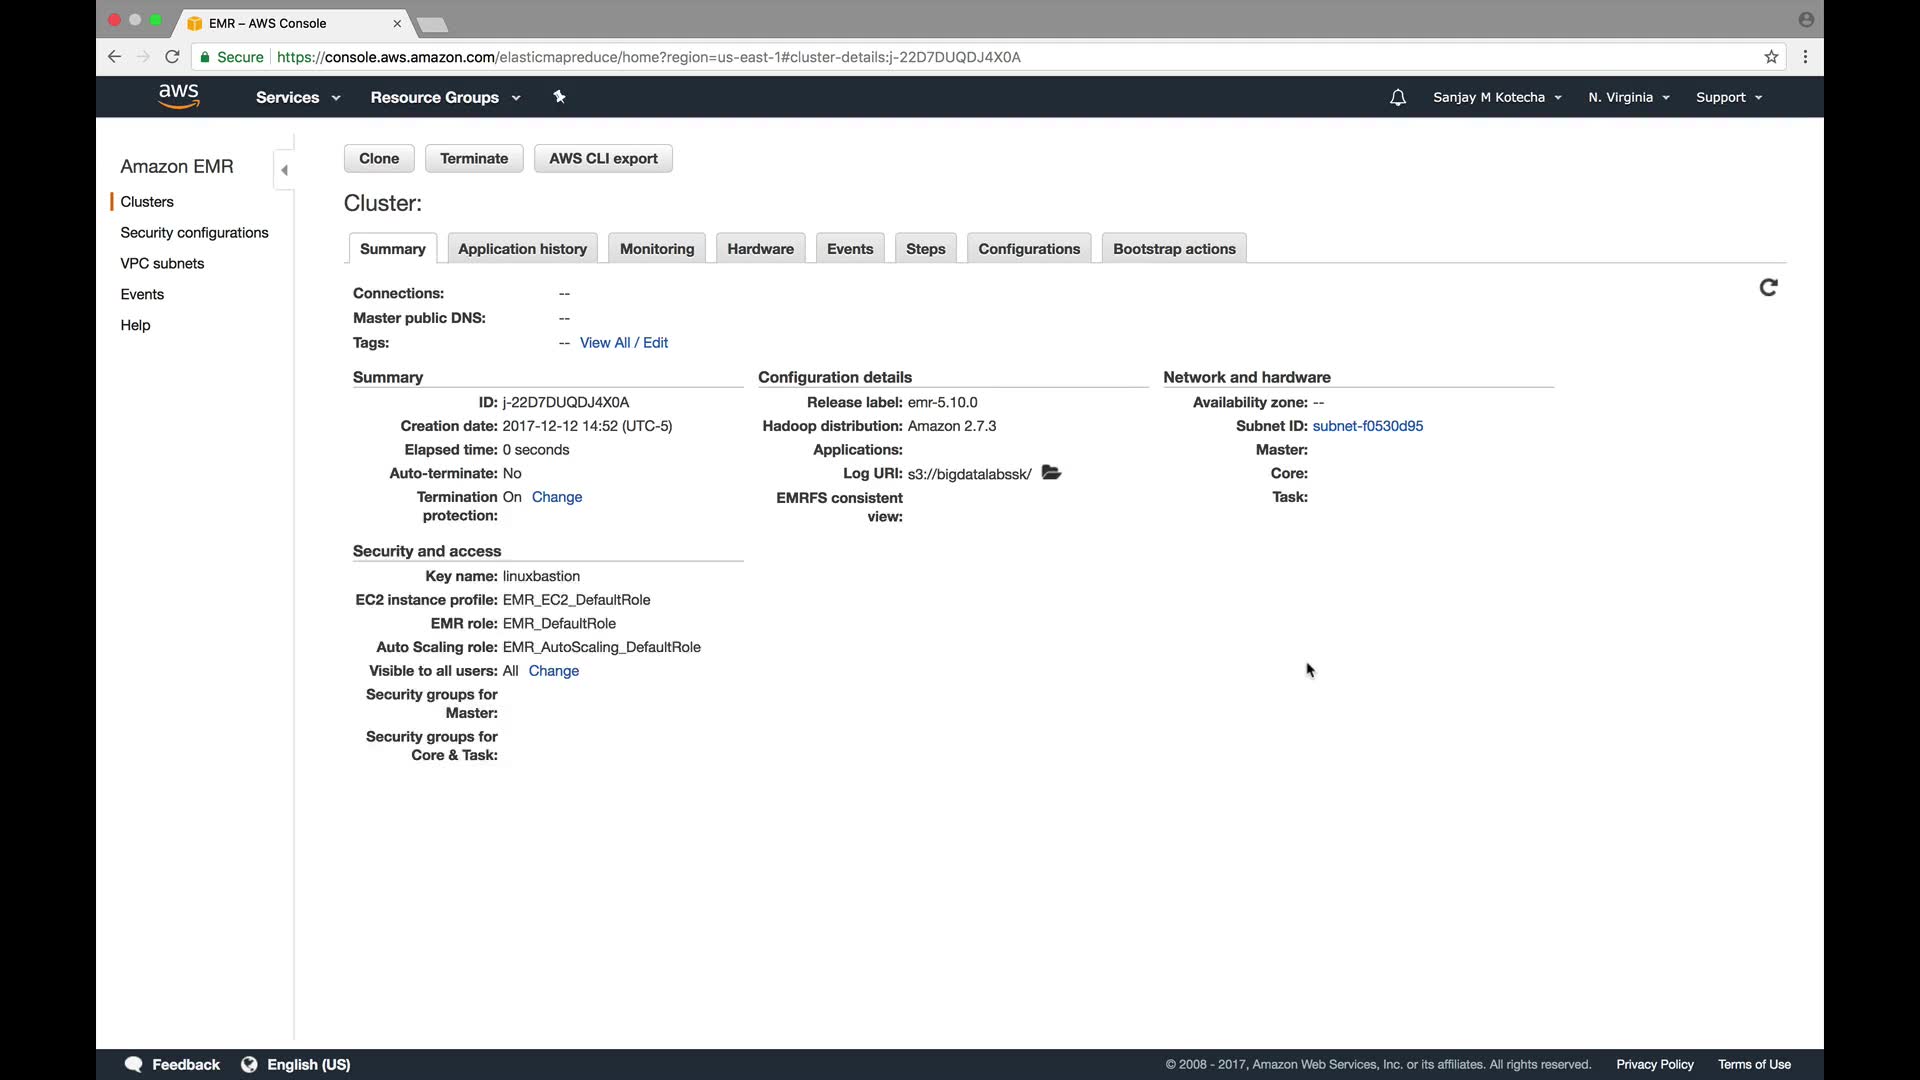 EMR – AWS Console
Secure https://console.aws.amazon.com/elasticmapreduce/home?region=us-east-1#cluster-details:j-22D7DUQDJ4X0A
aws Services Resource Groups Sanjay M Kotecha N. Virginia Support
Amazon EMR
Clusters
Security configurations
VPC subnets
Events
Help
Clone Terminate AWS CLI export
Cluster:
Summary Application history Monitoring Hardware Events Steps Configurations Bootstrap actions
Connections: --
Master public DNS: --
Tags: -- View All / Edit
Summary
ID: j-22D7DUQDJ4X0A
Creation date: 2017-12-12 14:52 (UTC-5)
Elapsed time: 0 seconds
Auto-terminate: No
Termination On Change
protection:
Configuration details
Release label: emr-5.10.0
Hadoop distribution: Amazon 2.7.3
Applications:
Log URI: s3://bigdatalabssk/
EMRFS consistent
view:
Network and hardware
Availability zone: --
Subnet ID: subnet-f0530d95
Master:
Core:
Task:
Security and access
Key name: linuxbastion
EC2 instance profile: EMR_EC2_DefaultRole
EMR role: EMR_DefaultRole
Auto Scaling role: EMR_AutoScaling_DefaultRole
Visible to all users: All Change
Security groups for
Master:
Security groups for
Core & Task:
Feedback English (US) © 2008 - 2017, Amazon Web Services, Inc. or its affiliates. All rights reserved. Privacy Policy Terms of Use